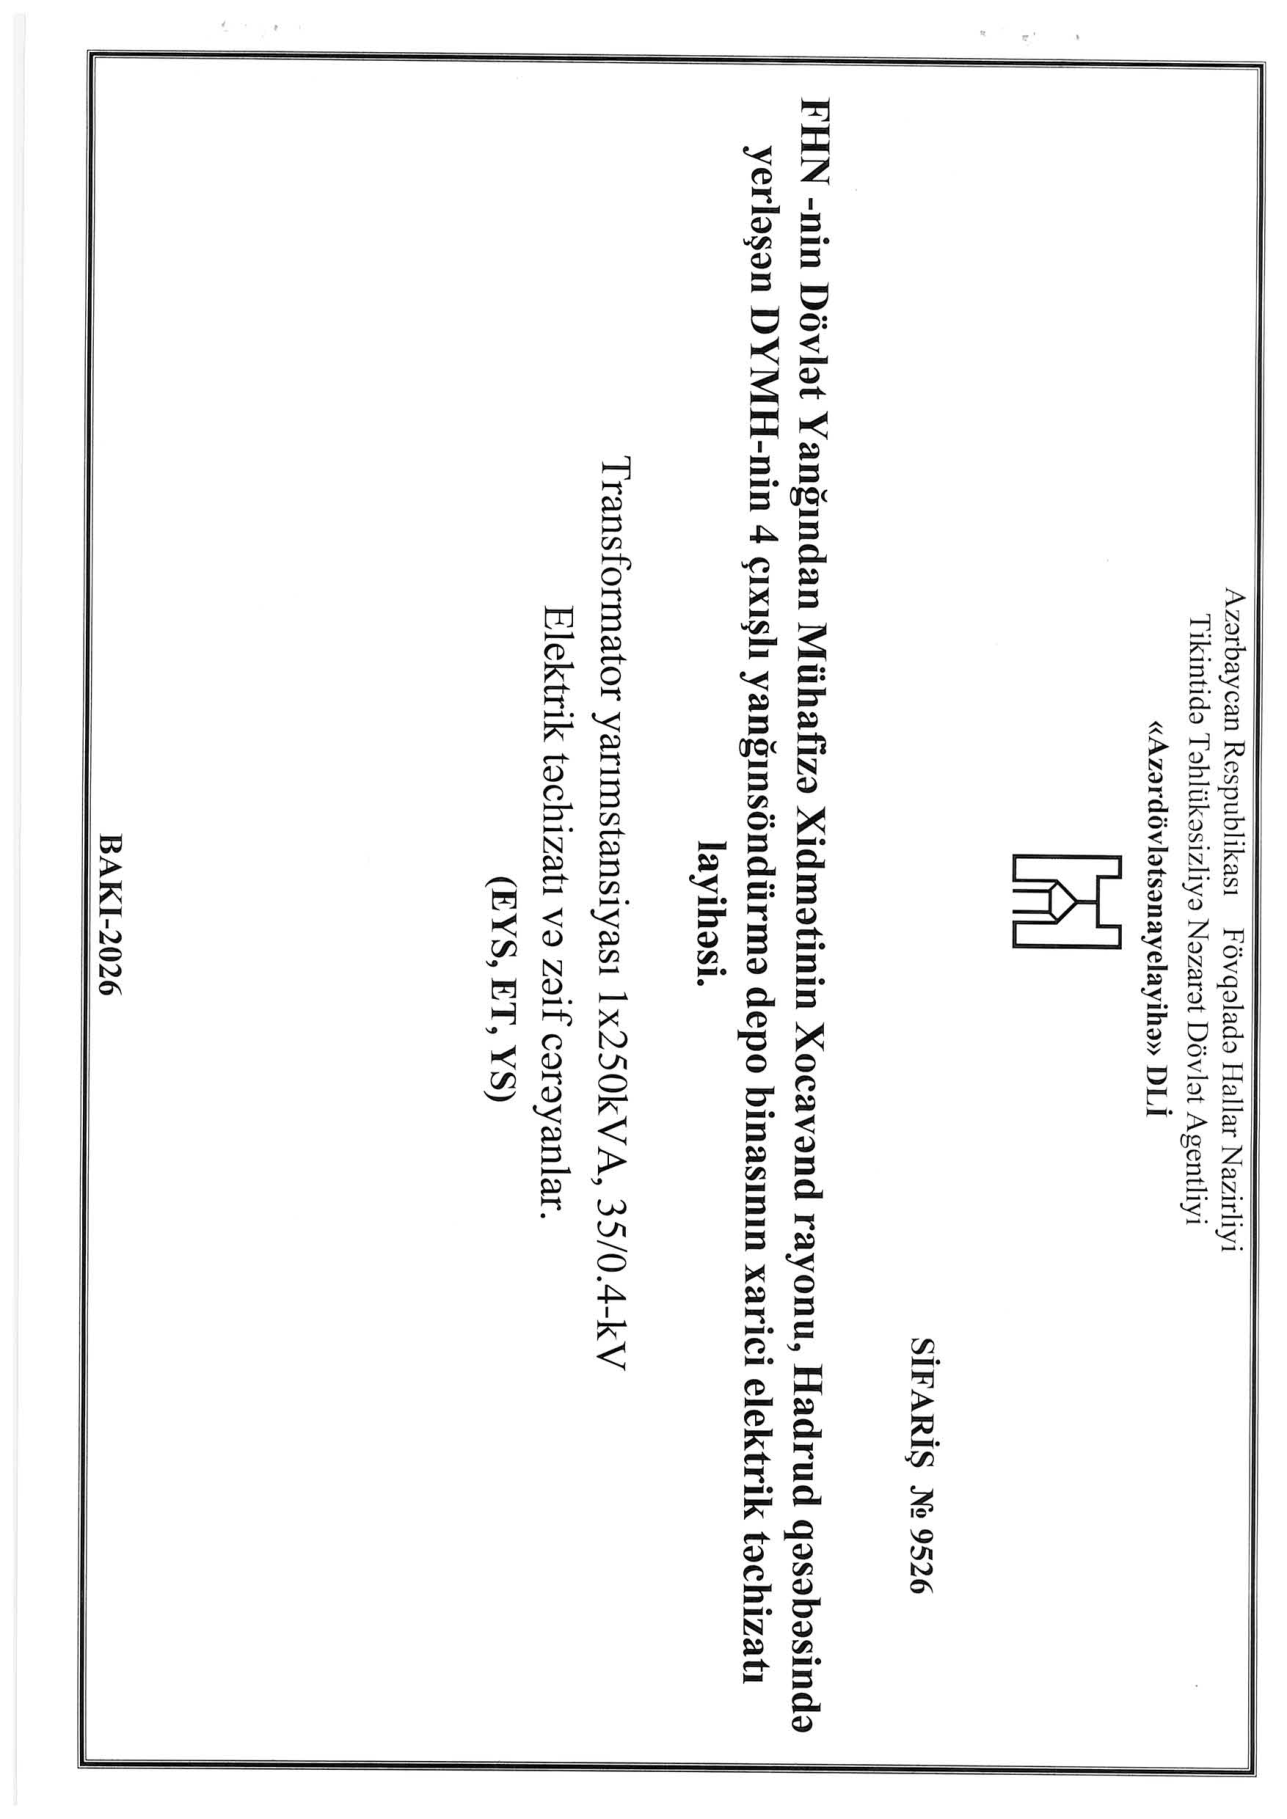 Azərbaycan Respublikası Fövqəladə Hallar Nazirliyi
Tikintidə Təhlükəsizliyə Nəzarət Dövlət Agentliyi
«Azərdövlətsənayelayihə» DLİ
SİFARİŞ № 9526
FHN -nin Dövlət Yanğından Mühafizə Xidmətinin Xocavənd rayonu, Hadrud qəsəbəsində
yerləşən DYMH-nin 4 çıxışlı yanğınsöndürmə depo binasının xarici elektrik təchizatı
layihəsi.
Transformator yarımstansiyası 1x250kVA, 35/0.4-kV
Elektrik təchizatı və zəif cərəyanlar.
(EYS, ET, YS)
BAKI-2026